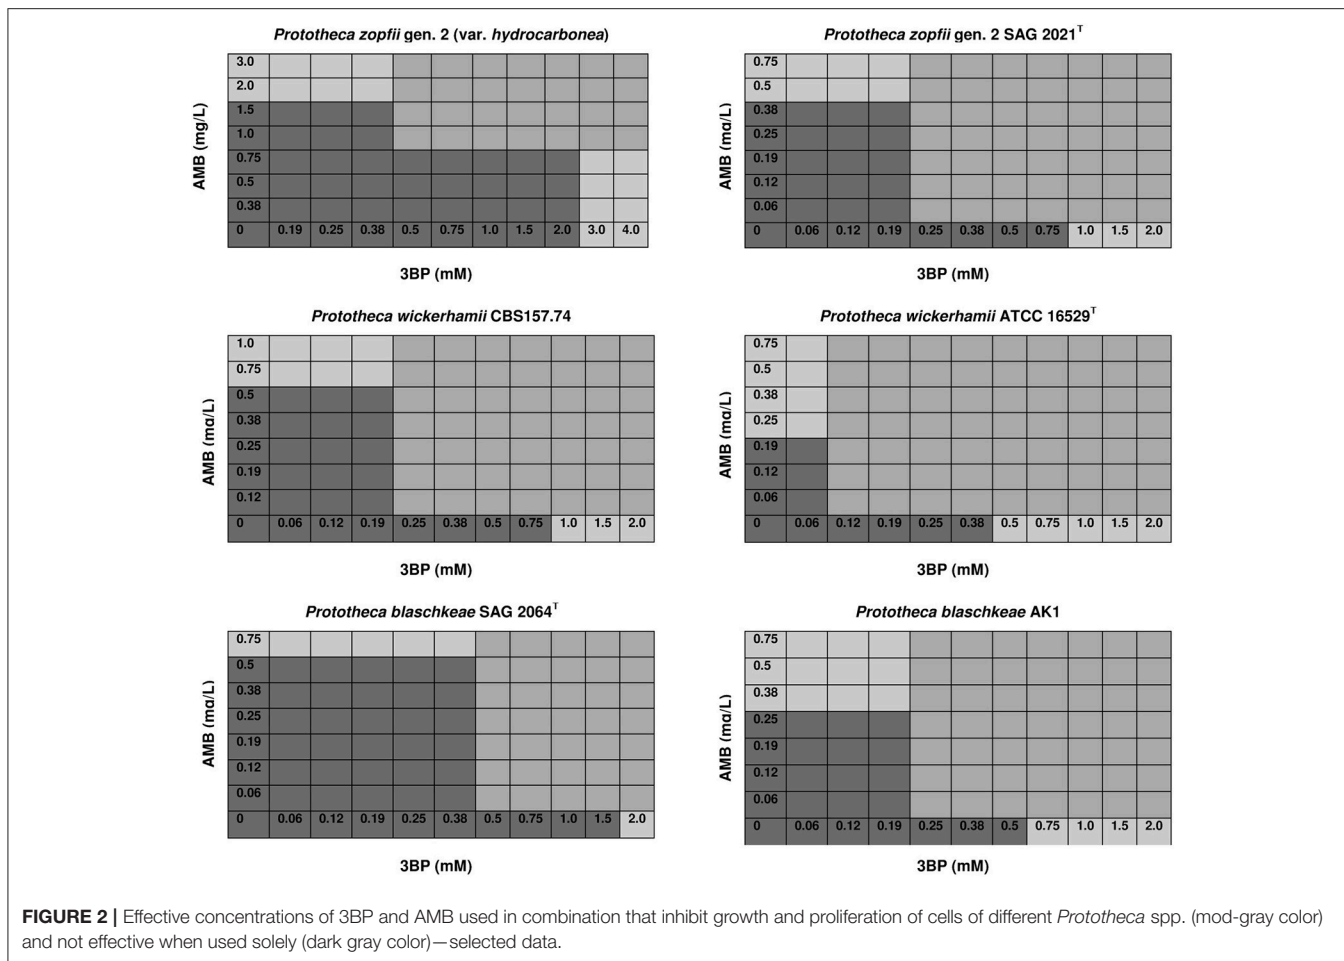 Prototheca zopfii gen. 2 (var. hydrocarbonea)
AMB (mg/L)
3.0
2.0
1.5
1.0
0.75
0.5
0.38
0 0.19 0.25 0.38 0.5 0.75 1.0 1.5 2.0 3.0 4.0
3BP (mM)
Prototheca zopfii gen. 2 SAG 2021T
AMB (mg/L)
0.75
0.5
0.38
0.25
0.19
0.12
0.06
0 0.06 0.12 0.19 0.25 0.38 0.5 0.75 1.0 1.5 2.0
3BP (mM)
Prototheca wickerhamii CBS157.74
AMB (mg/L)
1.0
0.75
0.5
0.38
0.25
0.19
0.12
0 0.06 0.12 0.19 0.25 0.38 0.5 0.75 1.0 1.5 2.0
3BP (mM)
Prototheca wickerhamii ATCC 16529T
AMB (mg/L)
0.75
0.5
0.38
0.25
0.19
0.12
0.06
0 0.06 0.12 0.19 0.25 0.38 0.5 0.75 1.0 1.5 2.0
3BP (mM)
Prototheca blaschkeae SAG 2064T
AMB (mg/L)
0.75
0.5
0.38
0.25
0.19
0.12
0.06
0 0.06 0.12 0.19 0.25 0.38 0.5 0.75 1.0 1.5 2.0
3BP (mM)
Prototheca blaschkeae AK1
AMB (mg/L)
0.75
0.5
0.38
0.25
0.19
0.12
0.06
0 0.06 0.12 0.19 0.25 0.38 0.5 0.75 1.0 1.5 2.0
3BP (mM)
FIGURE 2 | Effective concentrations of 3BP and AMB used in combination that inhibit growth and proliferation of cells of different Prototheca spp. (mod-gray color)
and not effective when used solely (dark gray color)—selected data.